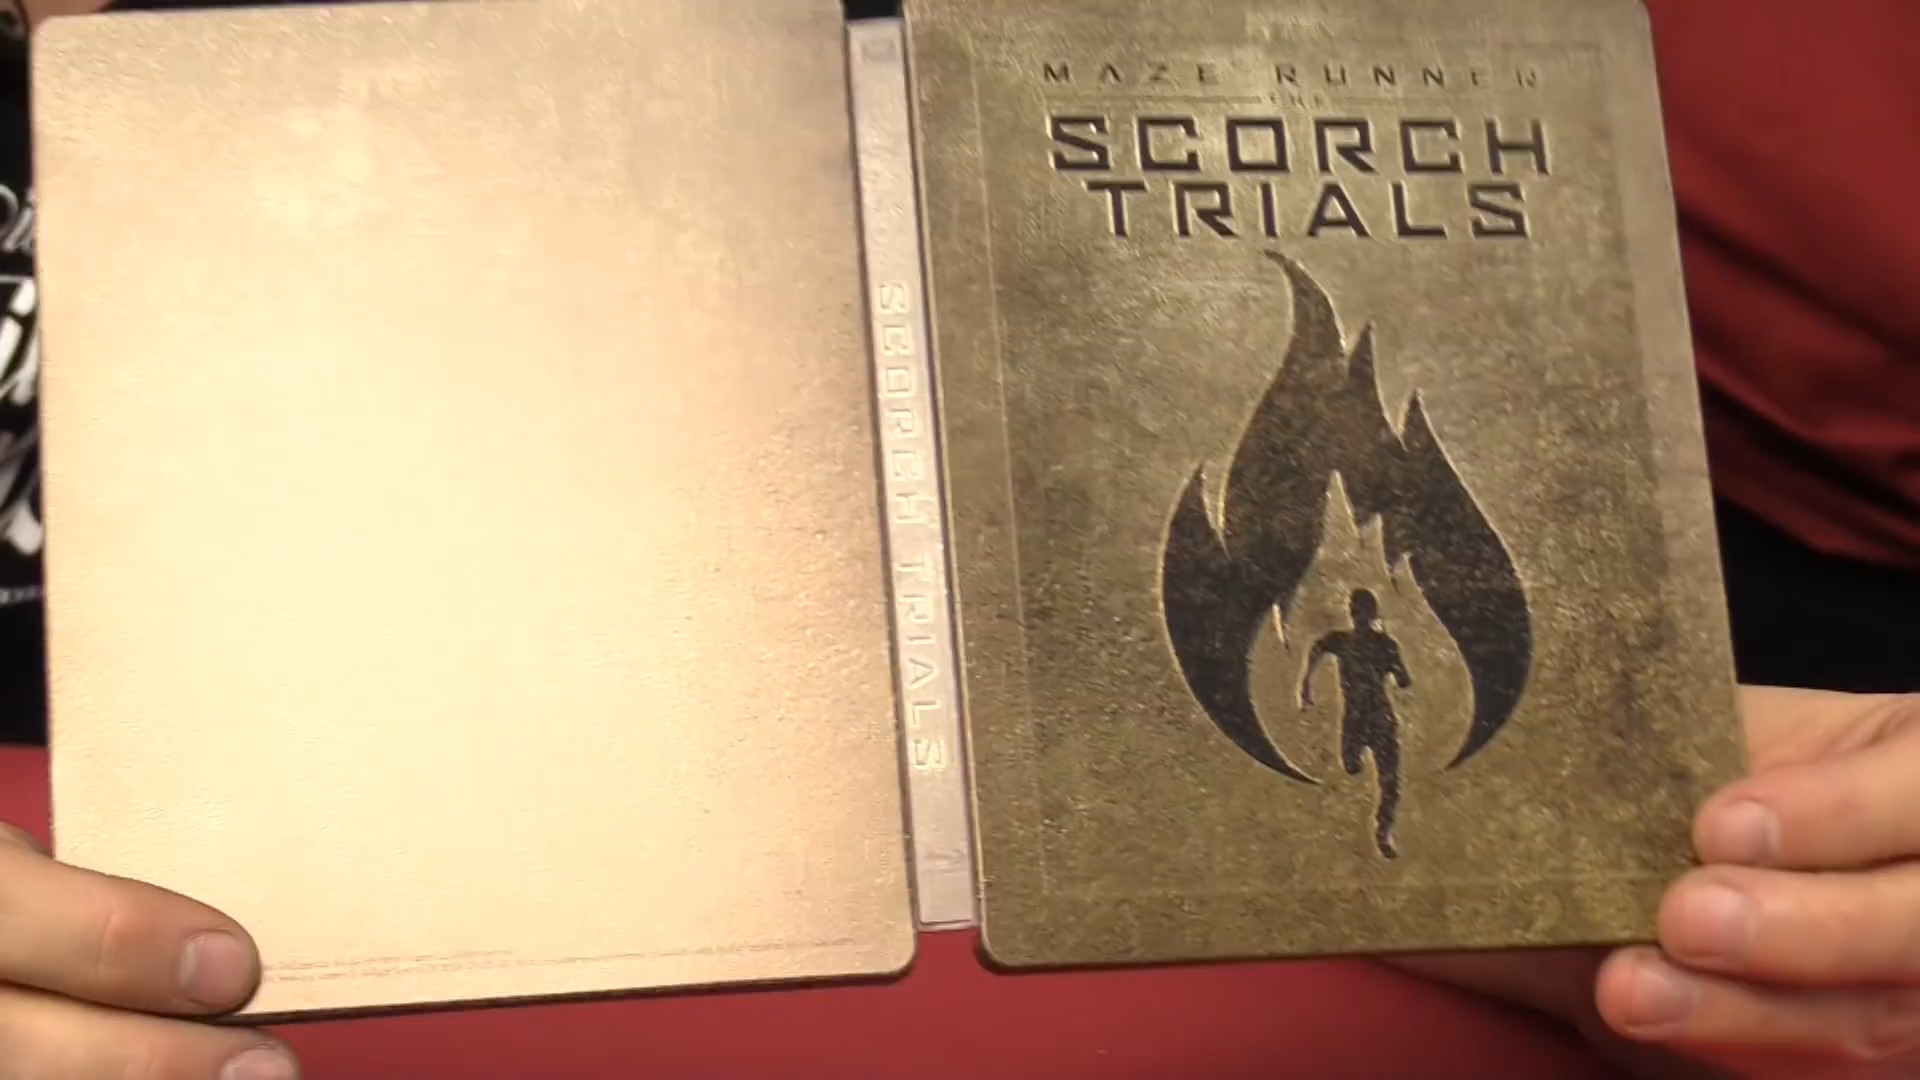 MAZE RUNNER
THE
SCORCH
TRIALS
SCORCH TRIALS